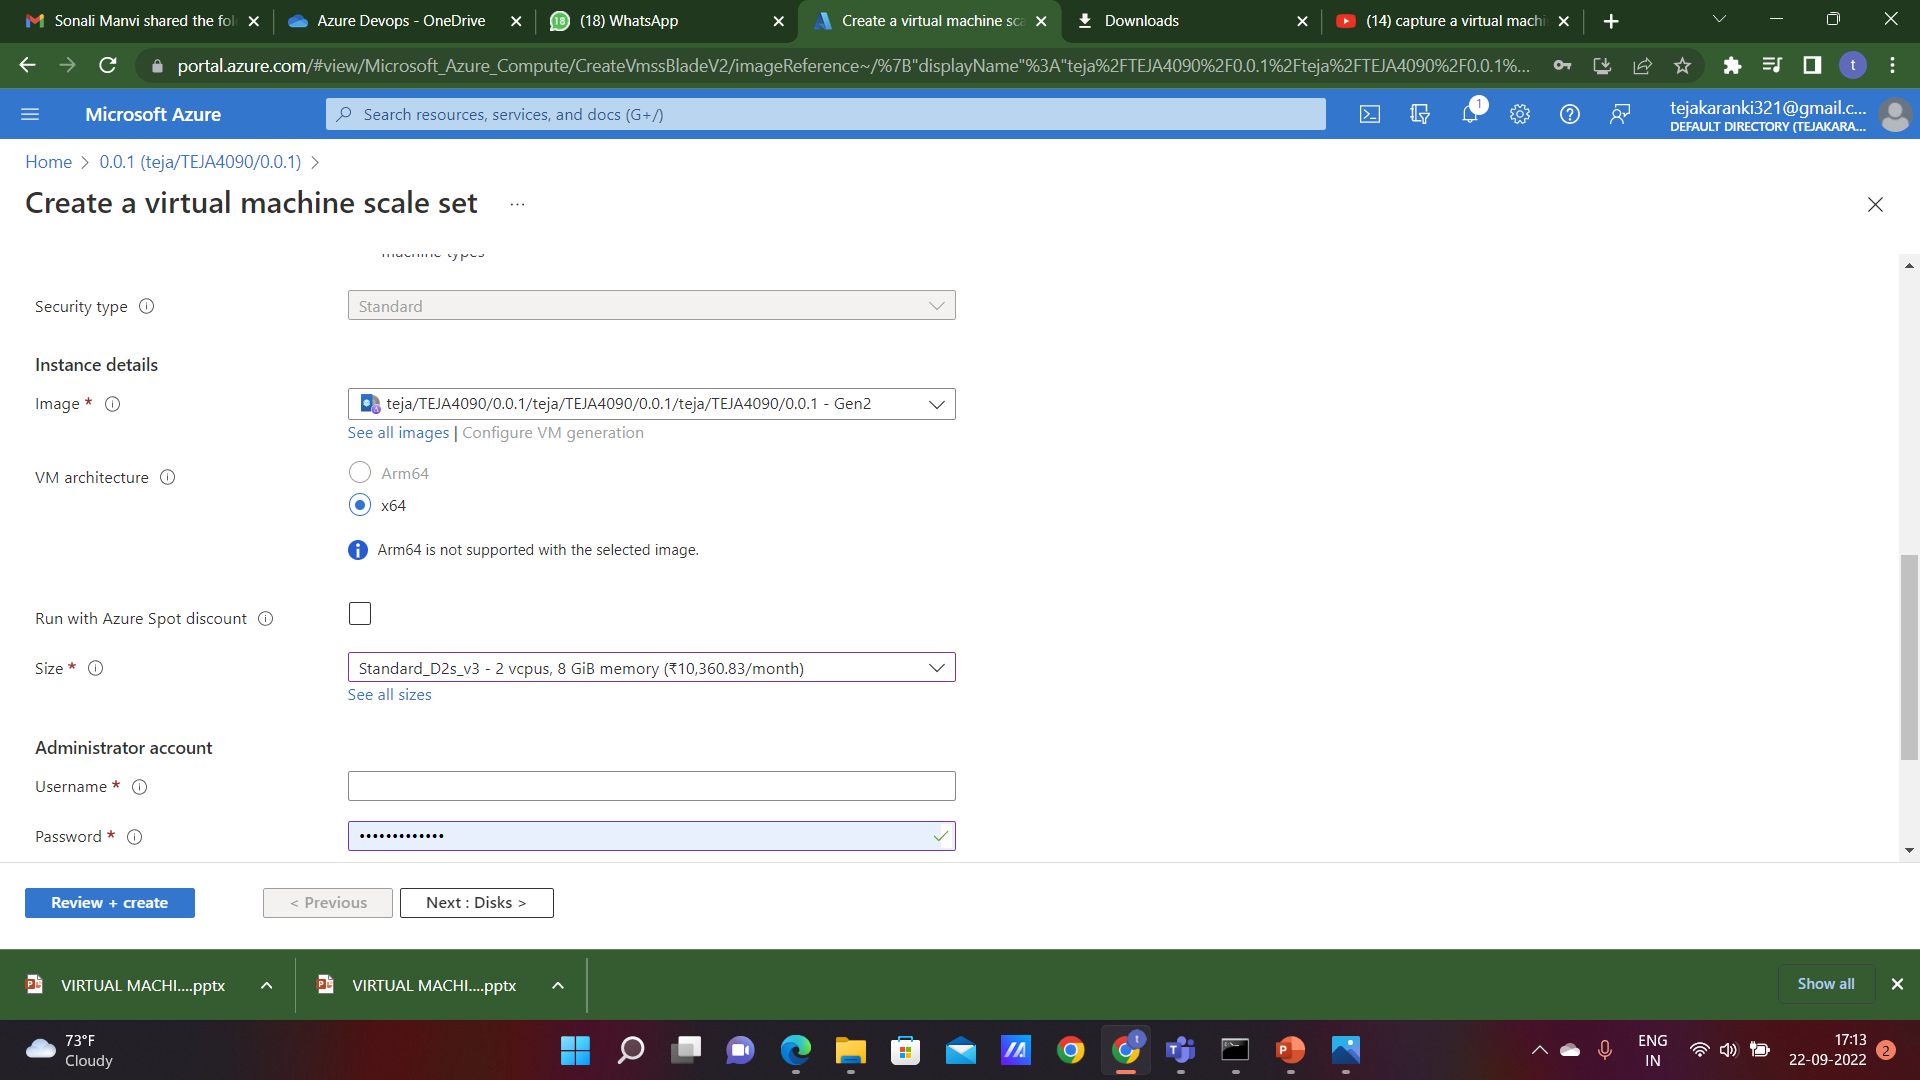 Sonali Manvi shared the fol
Azure Devops - OneDrive
18
(18) WhatsApp
Create a virtual machine sca
Downloads
(14) capture a virtual machi
portal.azure.com/#view/Microsoft_Azure_Compute/CreateVmssBladeV2/imageReference~/%7B"displayName"%3A"teja%2FTEJA4090%2F0.0.1%2Fteja%2FTEJA4090%2F0.0.1%...
t
Microsoft Azure
Search resources, services, and docs (G+/)
1
tejakaranki321@gmail.c...
DEFAULT DIRECTORY (TEJAKARA...
Home > 0.0.1 (teja/TEJA4090/0.0.1) >
Create a virtual machine scale set ...
machine types
Security type
Standard
Instance details
Image *
teja/TEJA4090/0.0.1/teja/TEJA4090/0.0.1/teja/TEJA4090/0.0.1 - Gen2
See all images | Configure VM generation
VM architecture
Arm64
x64
Arm64 is not supported with the selected image.
Run with Azure Spot discount
Size *
Standard_D2s_v3 - 2 vcpus, 8 GiB memory (₹10,360.83/month)
See all sizes
Administrator account
Username *
Password *
•••••••••••••
Review + create
< Previous
Next : Disks >
VIRTUAL MACHI....pptx
VIRTUAL MACHI....pptx
Show all
73°F
Cloudy
t
ENG
IN
17:13
22-09-2022
2